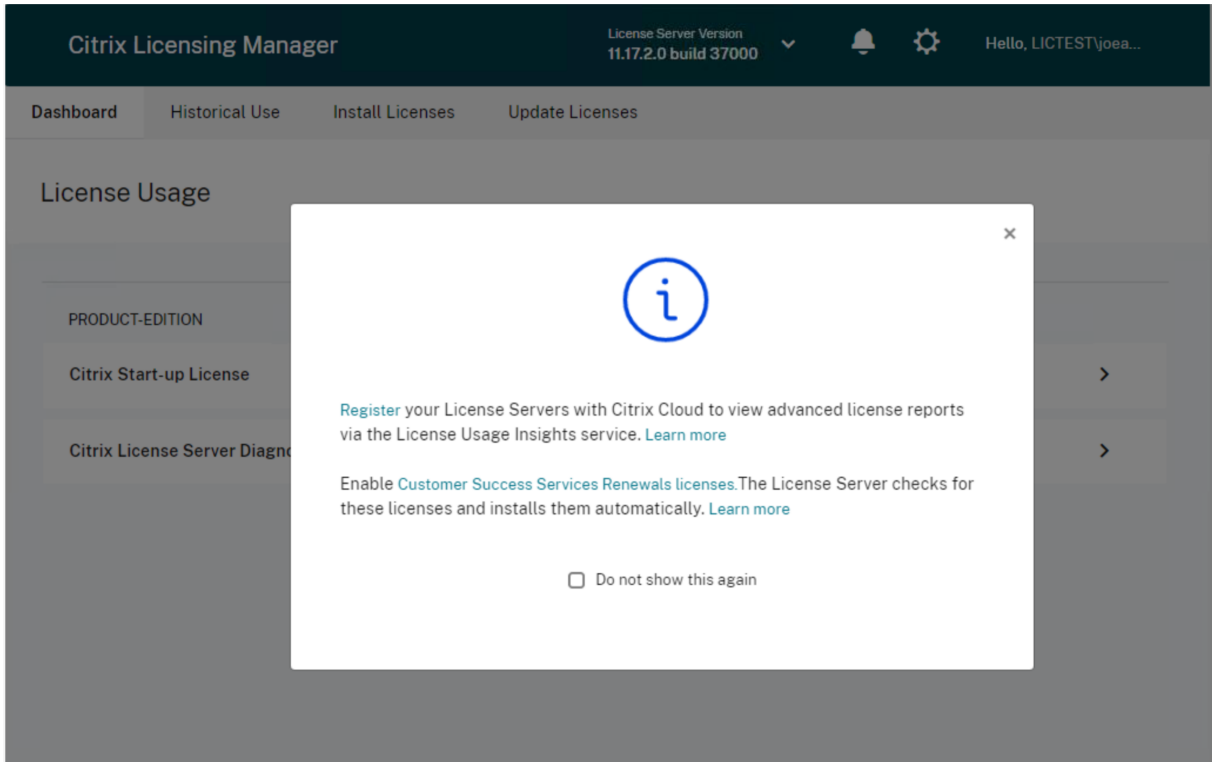 Citrix Licensing Manager
License Server Version
11.17.2.0 build 37000
Hello, LICTEST\joea...
Dashboard Historical Use Install Licenses Update Licenses
License Usage
PRODUCT-EDITION
Citrix Start-up License
Citrix License Server Diagno
Register your License Servers with Citrix Cloud to view advanced license reports
via the License Usage Insights service. Learn more
Enable Customer Success Services Renewals licenses.The License Server checks for
these licenses and installs them automatically. Learn more
Do not show this again